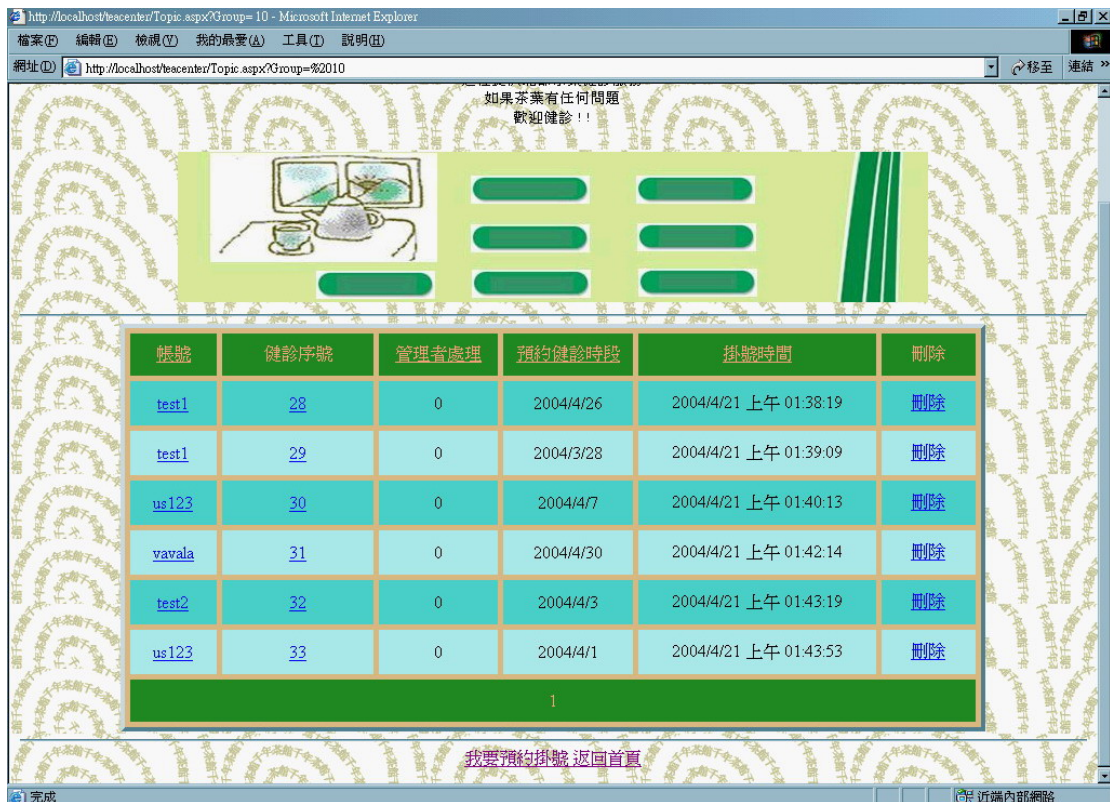 http://localhost/teacenter/Topic.aspx?Group= 10 - Microsoft Internet Explorer
檔案(F) 編輯(E) 檢視(V) 我的最愛(A) 工具(T) 說明(H)
網址(D) http://localhost/teacenter/Topic.aspx?Group=%2010 移至 連結 »
如果茶葉有任何問題
歡迎健診!!
帳號 健診序號 管理者處理 預約健診時段 掛號時間 刪除
test1 28 0 2004/4/26 2004/4/21 上午 01:38:19 刪除
test1 29 0 2004/3/28 2004/4/21 上午 01:39:09 刪除
us123 30 0 2004/4/7 2004/4/21 上午 01:40:13 刪除
vavala 31 0 2004/4/30 2004/4/21 上午 01:42:14 刪除
test2 32 0 2004/4/3 2004/4/21 上午 01:43:19 刪除
us123 33 0 2004/4/1 2004/4/21 上午 01:43:53 刪除
1
我要預約掛號 返回首頁
完成 近端內部網路